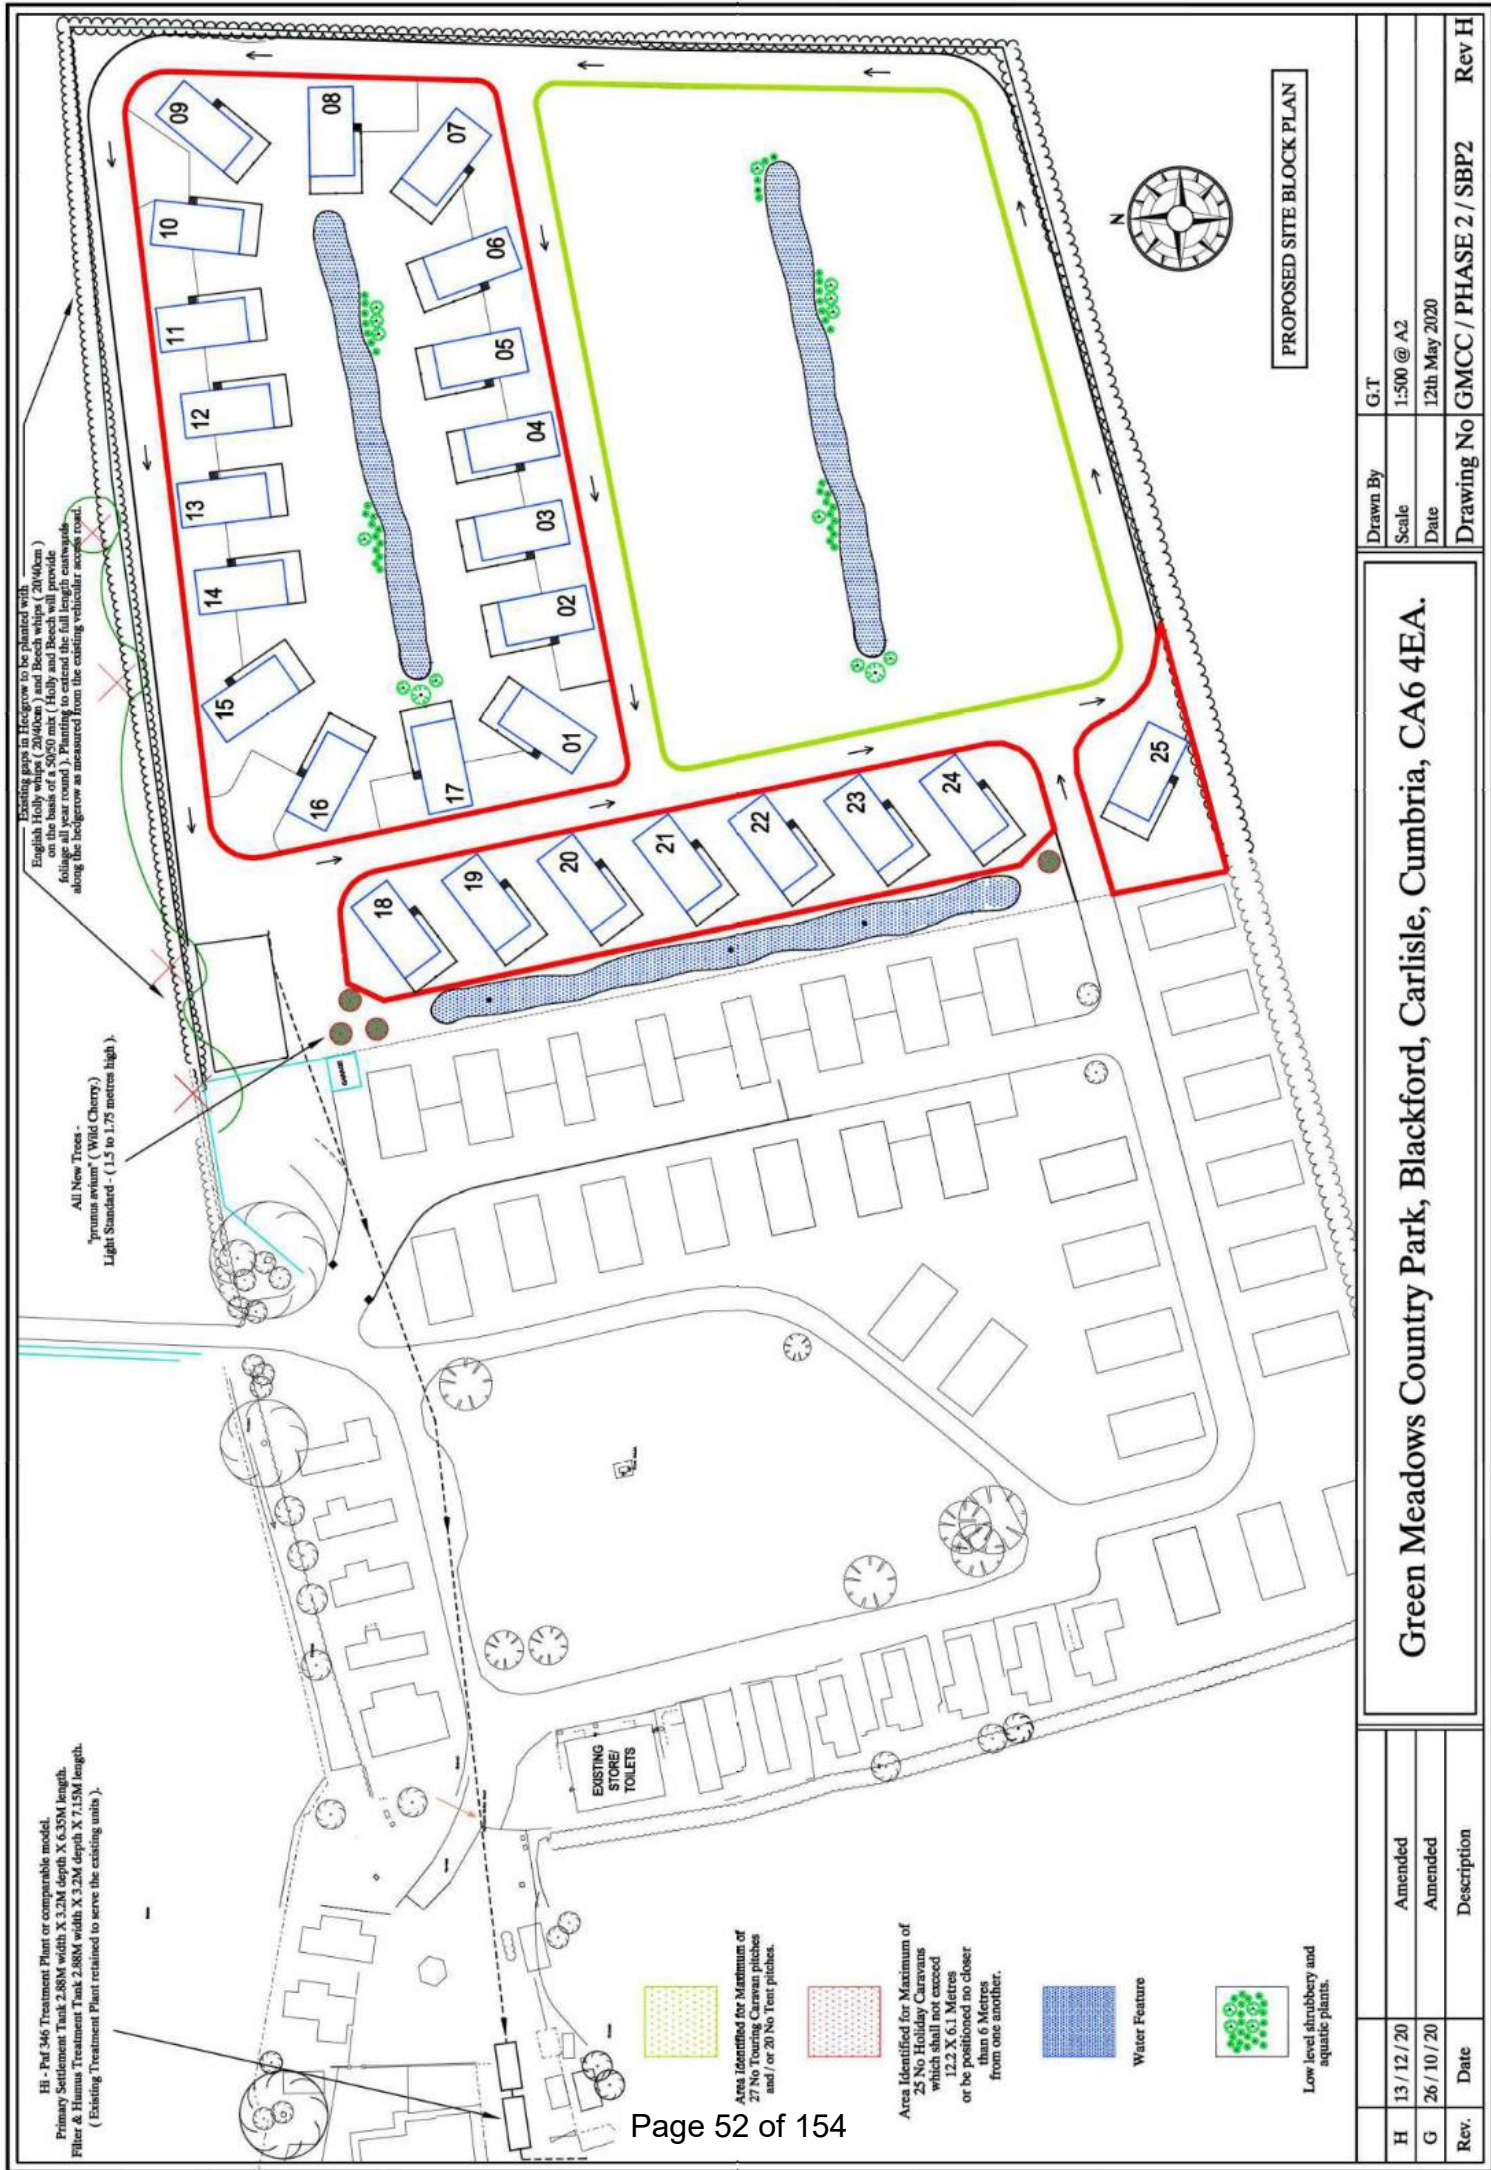 Hi - Paf 346 Treatment Plant or comparable model.
Primary Settlement Tank 2.88M width X 3.2M depth X 6.35M length.
Filter & Humus Treatment Tank 2.88M width X 3.2M depth X 7.15M length.
( Existing Treatment Plant retained to serve the existing units ).
All New Trees -
"prunus avium" ( Wild Cherry.)
Light Standard - ( 1.5 to 1.75 metres high ).
Existing gaps in Hedgrow to be planted with
English Holly whips ( 20/40cm ) and Beech whips ( 20/40cm )
on the basis of a 50/50 mix ( Holly and Beech will provide
foliage all year round ). Planting to extend the full length eastwards
along the hedgerow as measured from the existing vehicular access road.
09
10
11
12
13
14
15
16
17
08
07
06
05
04
03
02
01
18
19
20
21
22
23
24
25
GARAGE
EXISTING
STORE/
TOILETS
N
PROPOSED SITE BLOCK PLAN
Area Identified for Maximum of
27 No Touring Caravan pitches
and / or 20 No Tent pitches.
Area Identified for Maximum of
25 No Holiday Caravans
which shall not exceed
12.2 X 6.1 Metres
or be positioned no closer
than 6 Metres
from one another.
Water Feature
Low level shrubbery and
aquatic plants.
H 13 / 12 / 20 Amended
G 26 / 10 / 20 Amended
Rev. Date Description
Green Meadows Country Park, Blackford, Carlisle, Cumbria, CA6 4EA.
Drawn By G.T
Scale 1:500 @ A2
Date 12th May 2020
Drawing No GMCC / PHASE 2 / SBP2 Rev H
Page 52 of 154